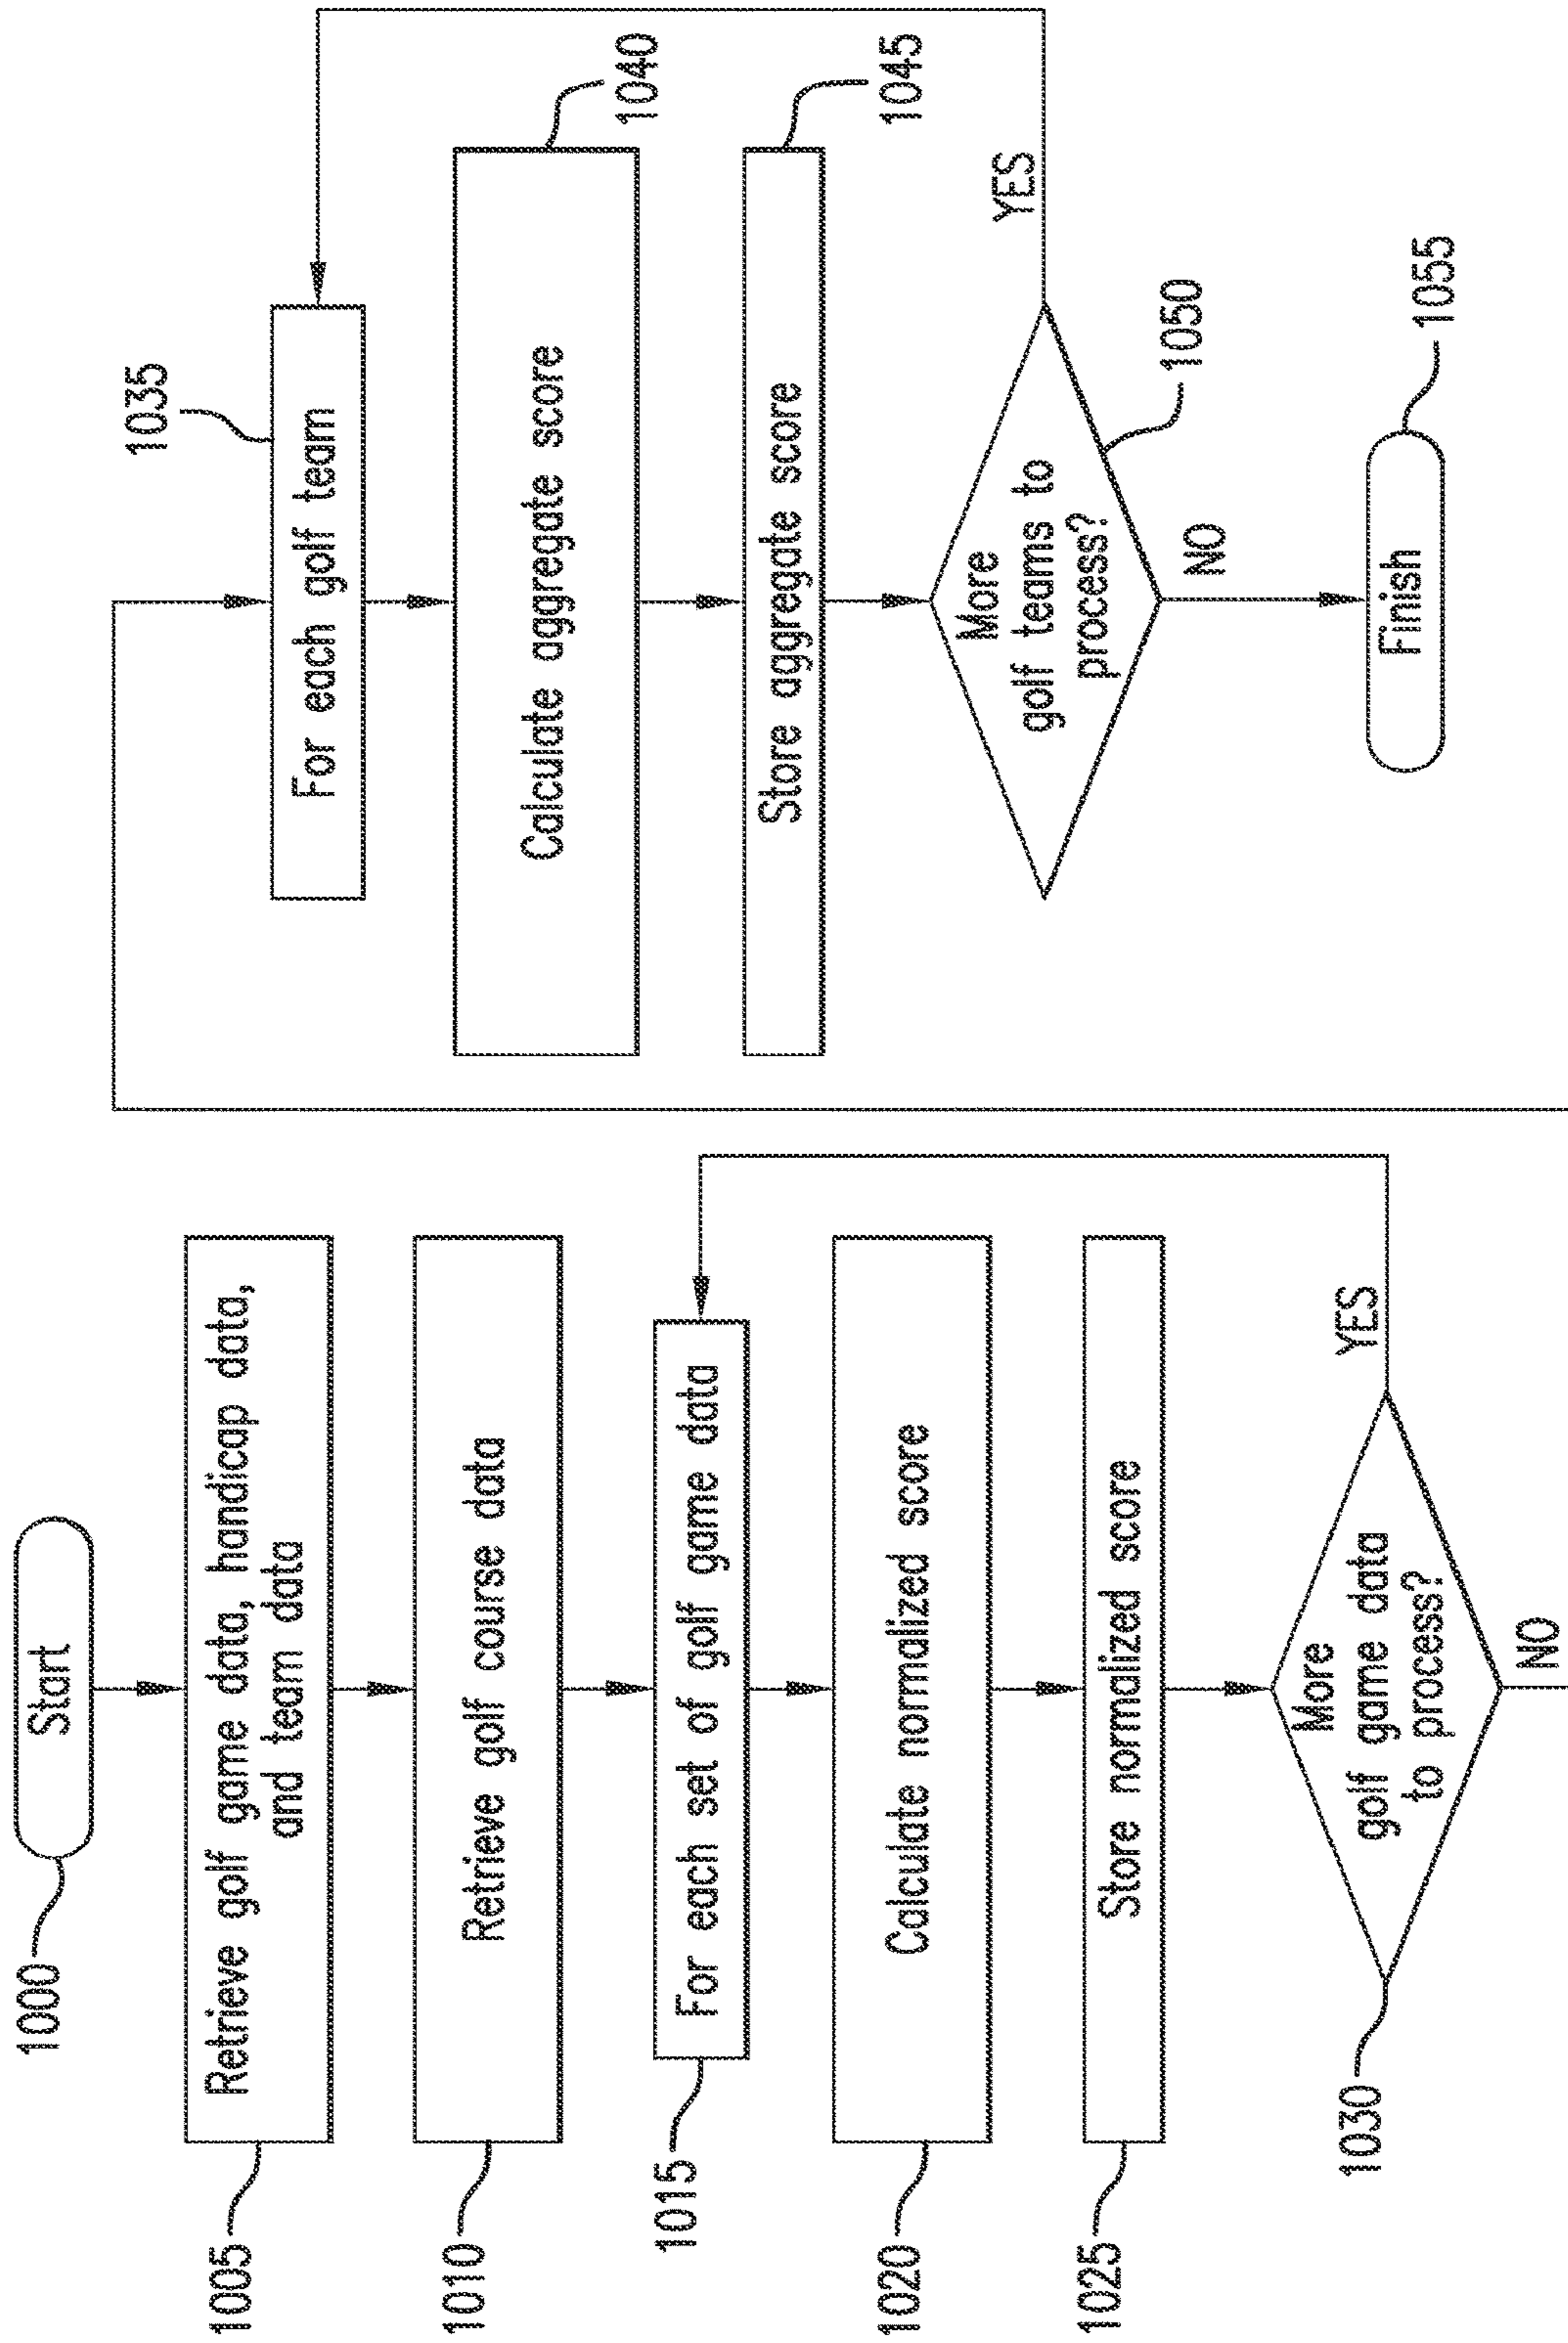 1000
Start
1005
Retrieve golf game data, handicap data,
and team data
1010
Retrieve golf course data
1015
For each set of golf game data
1020
Calculate normalized score
1025
Store normalized score
1030
More
golf game data
to process?
YES
NO
1035
For each golf team
1040
Calculate aggregate score
1045
Store aggregate score
More
golf teams to
process?
YES
1050
NO
Finish
1055